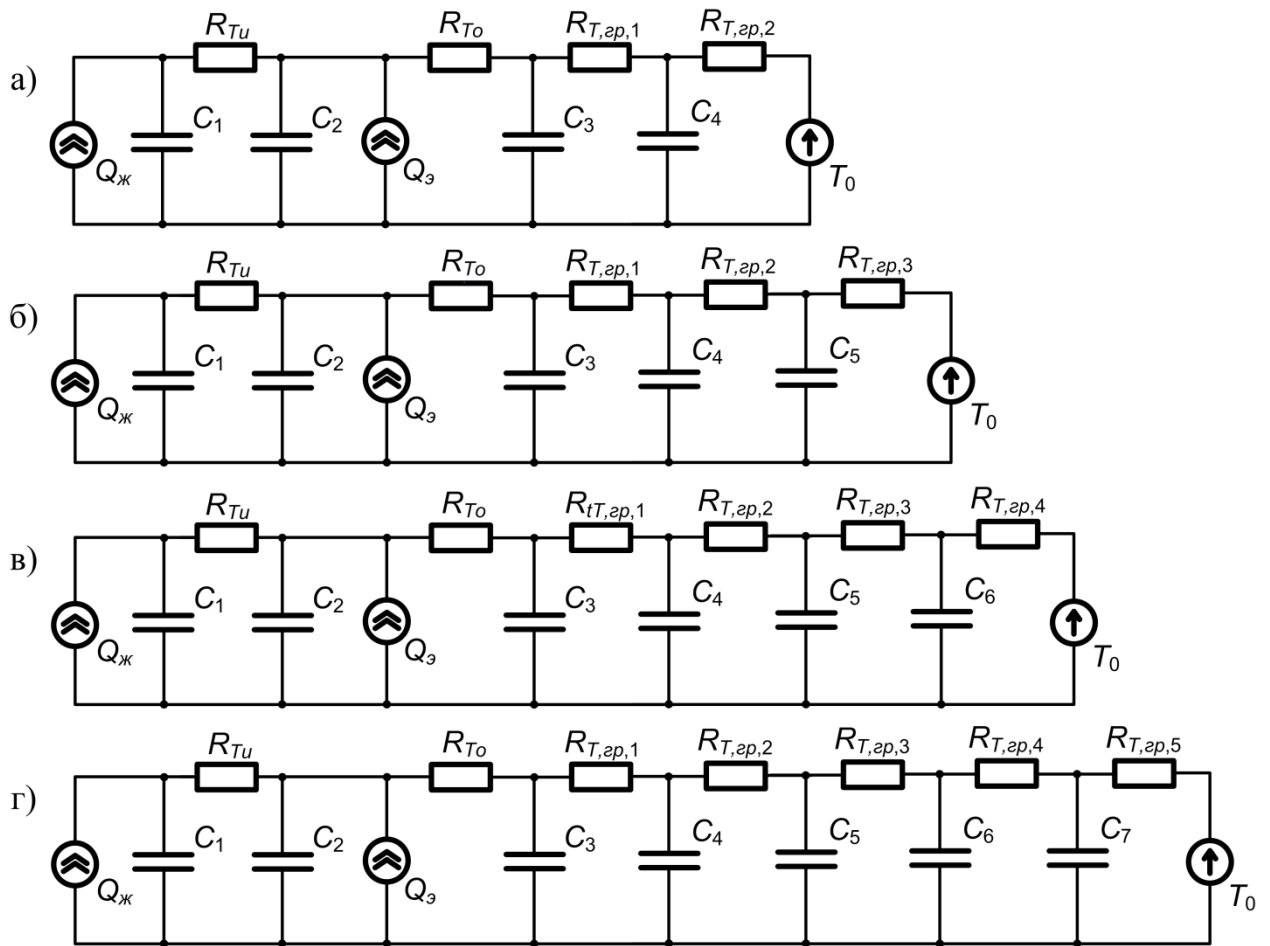 R_Tu R_To R_T,гр,1 R_T,гр,2
а) C_1 C_2 C_3 C_4
Q_ж Q_э T_0
R_Tu R_To R_T,гр,1 R_T,гр,2 R_T,гр,3
б) C_1 C_2 C_3 C_4 C_5
Q_ж Q_э T_0
R_Tu R_To R_tT,гр,1 R_T,гр,2 R_T,гр,3 R_T,гр,4
в) C_1 C_2 C_3 C_4 C_5 C_6
Q_ж Q_э T_0
R_Tu R_To R_T,гр,1 R_T,гр,2 R_T,гр,3 R_T,гр,4 R_T,гр,5
г) C_1 C_2 C_3 C_4 C_5 C_6 C_7
Q_ж Q_э T_0